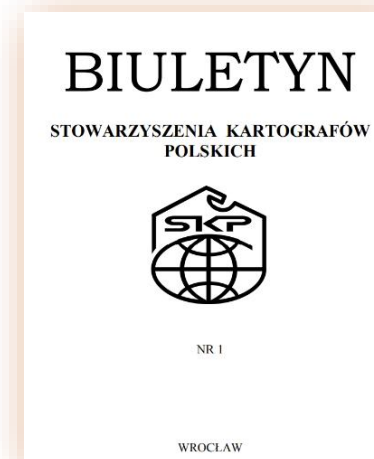 BIULETYN
STOWARZYSZENIA KARTOGRAFÓW
POLSKICH
SKP
NR 1
WROCŁAW